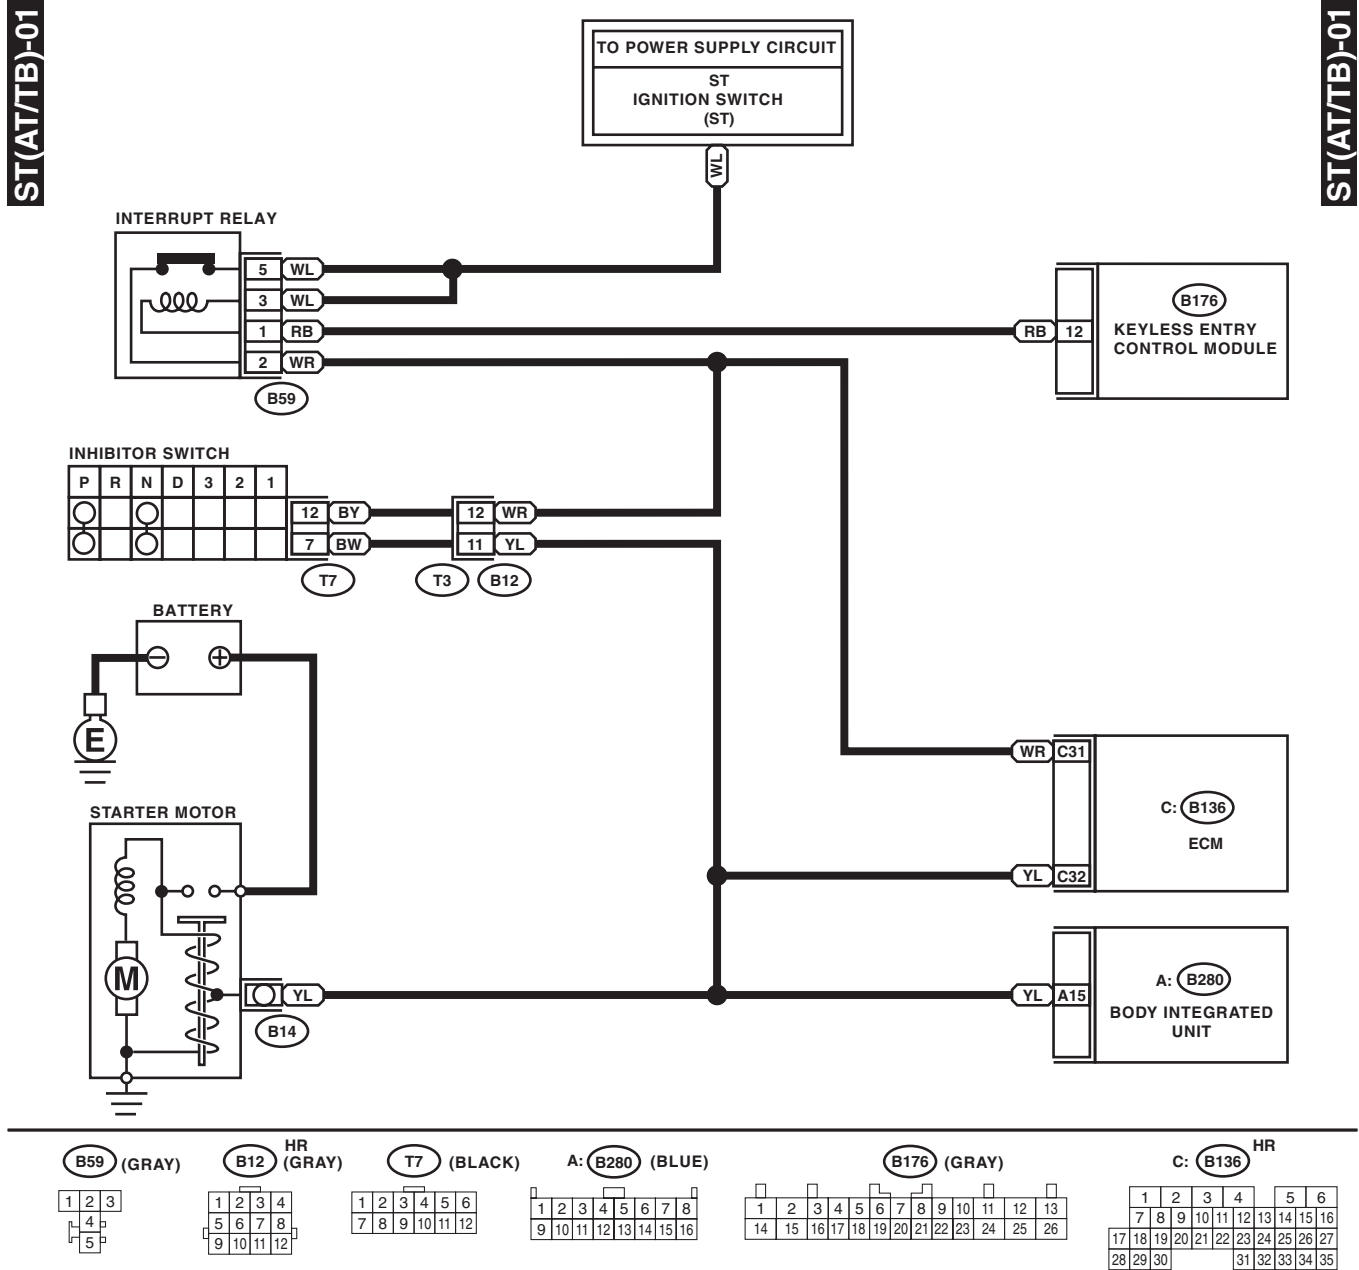 ST(AT/TB)-01
ST(AT/TB)-01
TO POWER SUPPLY CIRCUIT
ST
IGNITION SWITCH
(ST)
WL
INTERRUPT RELAY
5 WL
3 WL
1 RB
2 WR
B59
RB 12
B176
KEYLESS ENTRY
CONTROL MODULE
INHIBITOR SWITCH
P R N D 3 2 1
12 BY 12 WR
7 BW 11 YL
T7 T3 B12
BATTERY
− +
E
WR C31
C: B136
ECM
YL C32
STARTER MOTOR
M
YL
B14
YL A15
A: B280
BODY INTEGRATED
UNIT
B59 (GRAY)
1 2 3
4
5
B12 HR (GRAY)
1 2 3 4
5 6 7 8
9 10 11 12
T7 (BLACK)
1 2 3 4 5 6
7 8 9 10 11 12
A: B280 (BLUE)
1 2 3 4 5 6 7 8
9 10 11 12 13 14 15 16
B176 (GRAY)
1 2 3 4 5 6 7 8 9 10 11 12 13
14 15 16 17 18 19 20 21 22 23 24 25 26
C: B136 HR
1 2 3 4 5 6
7 8 9 10 11 12 13 14 15 16
17 18 19 20 21 22 23 24 25 26 27
28 29 30 31 32 33 34 35